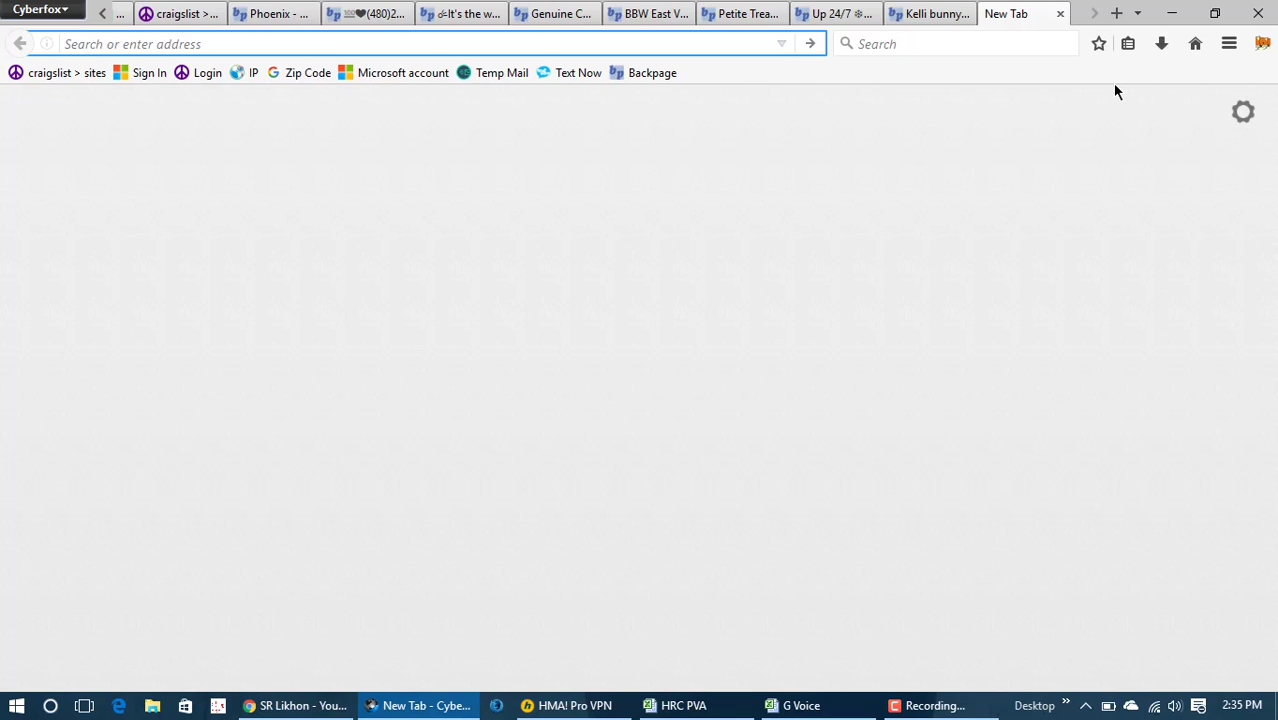 Cyberfox
... craigslist >... Phoenix - ... 💯❤(480)2... It's the w... Genuine C... BBW East V... Petite Trea... Up 24/7 ❄... Kelli bunny... New Tab
Search or enter address Search
craigslist > sites Sign In Login IP Zip Code Microsoft account Temp Mail Text Now Backpage
SR Likhon - You... New Tab - Cybe... HMA! Pro VPN HRC PVA G Voice Recording... Desktop 2:35 PM